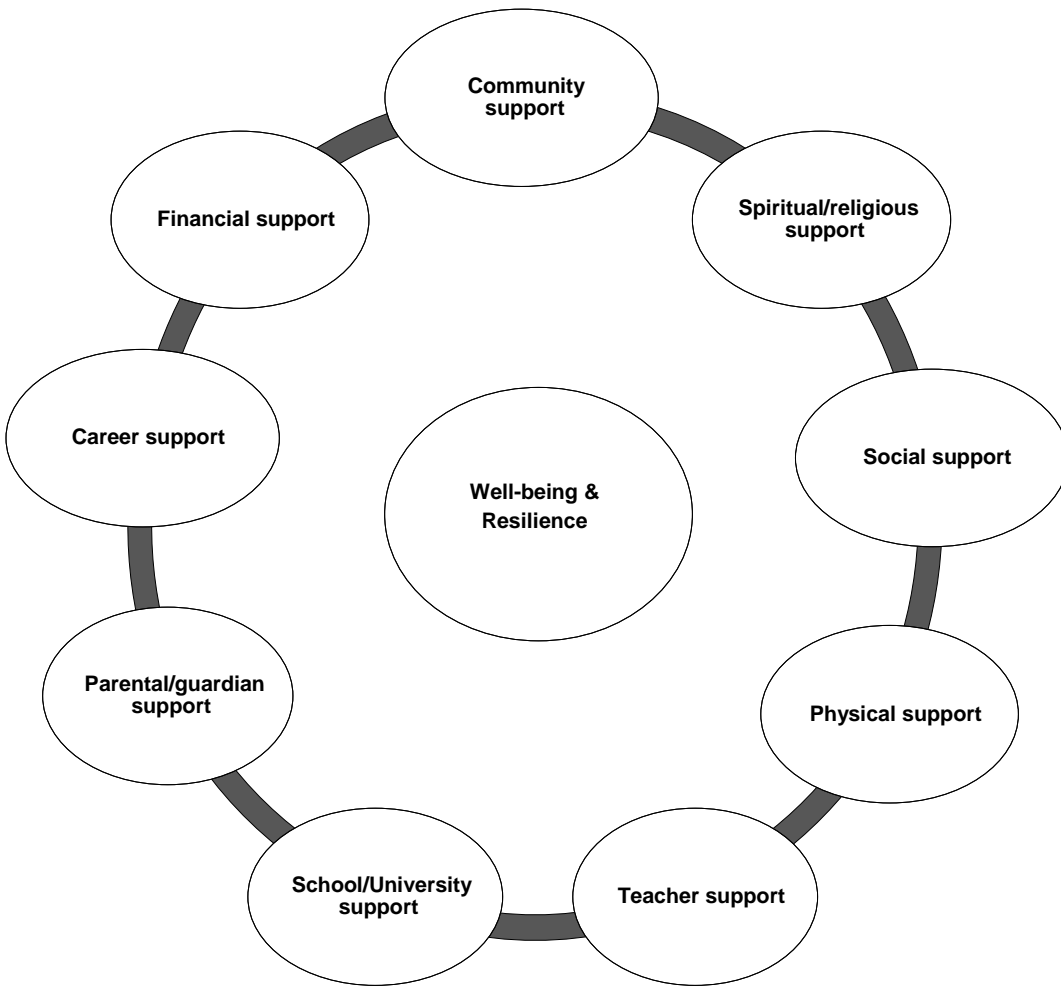 Community
support
Financial support
Spiritual/religious
support
Career support
Social support
Well-being &
Resilience
Parental/guardian
support
Physical support
School/University
support
Teacher support